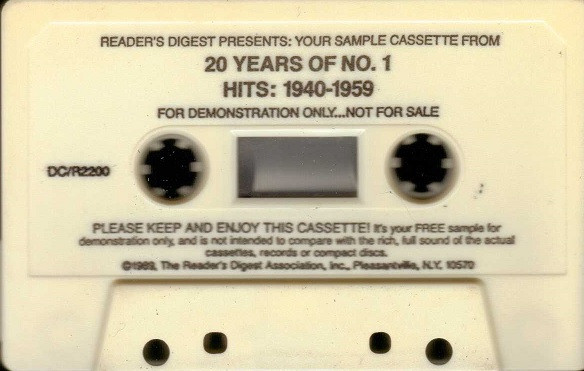 READER'S DIGEST PRESENTS: YOUR SAMPLE CASSETTE FROM
20 YEARS OF NO. 1
HITS: 1940-1959
FOR DEMONSTRATION ONLY...NOT FOR SALE
DC/R2200
PLEASE KEEP AND ENJOY THIS CASSETTE! It's your FREE sample for
demonstration only, and is not intended to compare with the rich, full sound of the actual
cassettes, records or compact discs.
©1989, The Reader's Digest Association, Inc., Pleasantville, N.Y. 10570